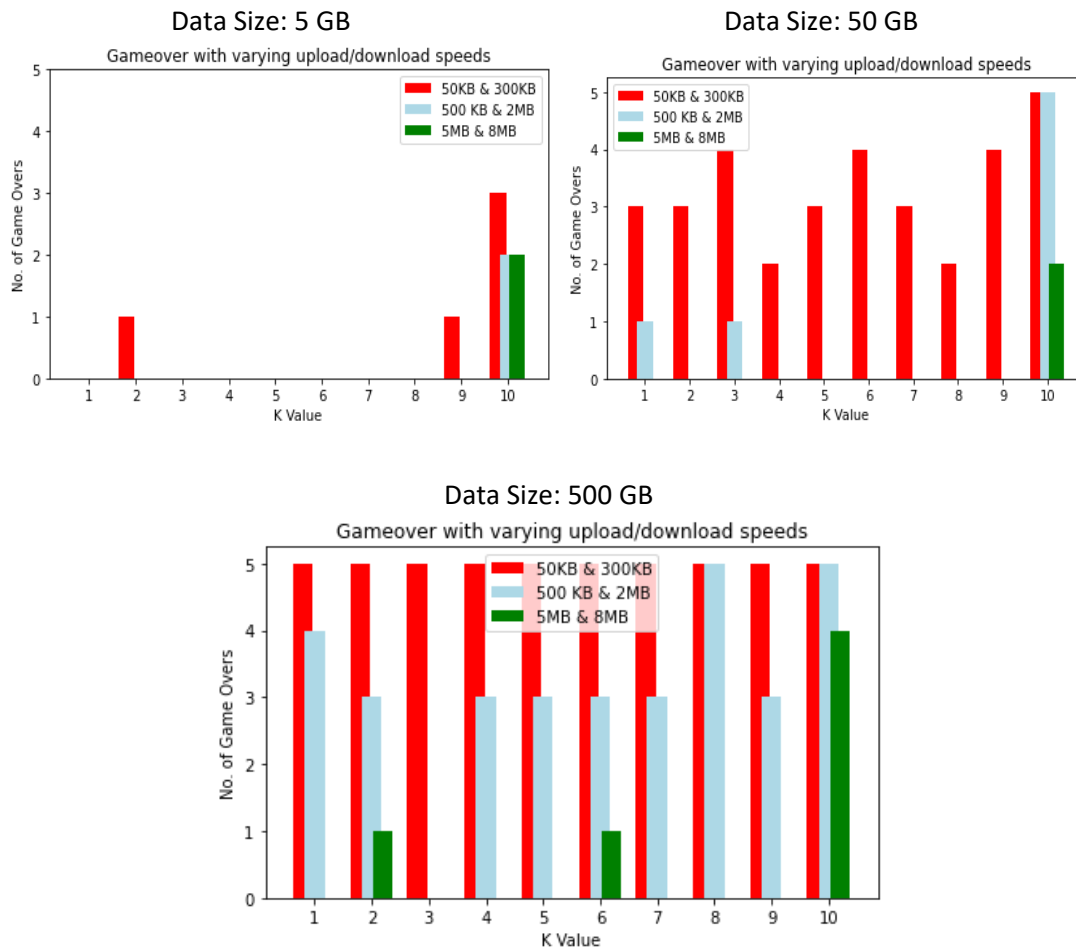 Data Size: 5 GB
Gameover with varying upload/download speeds
5
4
3
2
1
0
No. of Game Overs
50KB & 300KB
500 KB & 2MB
5MB & 8MB
1 2 3 4 5 6 7 8 9 10
K Value
Data Size: 50 GB
Gameover with varying upload/download speeds
5
4
3
2
1
0
No. of Game Overs
50KB & 300KB
500 KB & 2MB
5MB & 8MB
1 2 3 4 5 6 7 8 9 10
K Value
Data Size: 500 GB
Gameover with varying upload/download speeds
5
4
3
2
1
0
No. of Game Overs
50KB & 300KB
500 KB & 2MB
5MB & 8MB
1 2 3 4 5 6 7 8 9 10
K Value